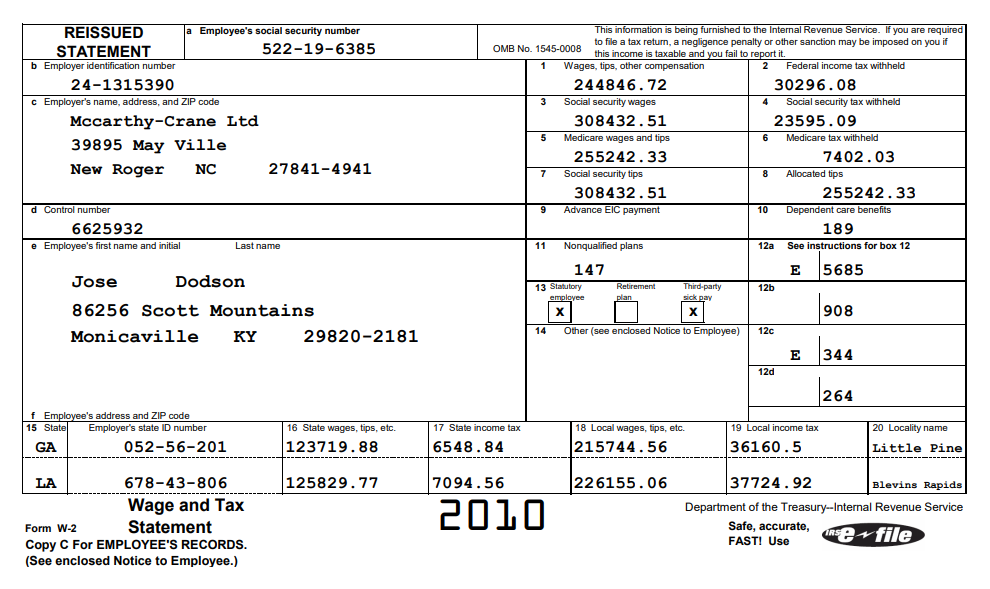 REISSUED STATEMENT
a Employee's social security number
522-19-6385
OMB No. 1545-0008
This information is being furnished to the Internal Revenue Service. If you are required
to file a tax return, a negligence penalty or other sanction may be imposed on you if
this income is taxable and you fail to report it.
b Employer identification number
24-1315390
1 Wages, tips, other compensation
244846.72
2 Federal income tax withheld
30296.08
c Employer's name, address, and ZIP code
Mccarthy-Crane Ltd
39895 May Ville
New Roger NC 27841-4941
3 Social security wages
308432.51
4 Social security tax withheld
23595.09
5 Medicare wages and tips
255242.33
6 Medicare tax withheld
7402.03
7 Social security tips
308432.51
8 Allocated tips
255242.33
d Control number
6625932
9 Advance EIC payment
10 Dependent care benefits
189
e Employee's first name and initial Last name
Jose Dodson
86256 Scott Mountains
Monicaville KY 29820-2181
f Employee's address and ZIP code
11 Nonqualified plans
147
12a See instructions for box 12
E 5685
13 Statutory employee
x
Retirement plan
Third-party sick pay
x
12b
908
14 Other (see enclosed Notice to Employee)
12c
E 344
12d
264
15 State Employer's state ID number 16 State wages, tips, etc. 17 State income tax 18 Local wages, tips, etc. 19 Local income tax 20 Locality name
GA 052-56-201 123719.88 6548.84 215744.56 36160.5 Little Pine
LA 678-43-806 125829.77 7094.56 226155.06 37724.92 Blevins Rapids
Form W-2
Wage and Tax Statement
2010
Department of the Treasury--Internal Revenue Service
Copy C For EMPLOYEE'S RECORDS.
(See enclosed Notice to Employee.)
Safe, accurate,
FAST! Use
IRS e-file